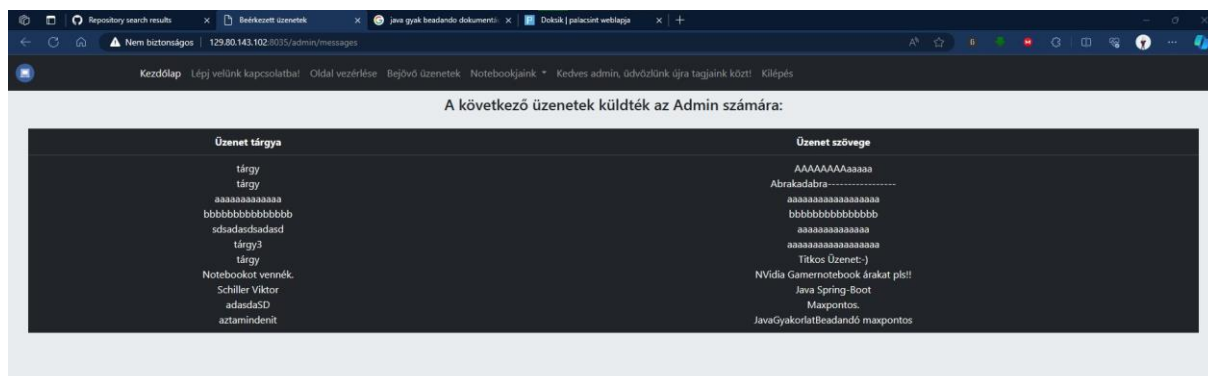 Repository search results Beérkezett üzenetek java gyak beadando dokumentá Doksik | palacsint weblapja
Nem biztonságos 129.80.143.102:8035/admin/messages
Kezdőlap Lépj velünk kapcsolatba! Oldal vezérlése Bejövő üzenetek Notebookjaink Kedves admin, üdvözlünk újra tagjaink közt! Kilépés
A következő üzenetek küldték az Admin számára:
Üzenet tárgya Üzenet szövege
tárgy AAAAAAAAaaaaa
tárgy Abrakadabra-----------------
aaaaaaaaaaaaa aaaaaaaaaaaaaaaaaa
bbbbbbbbbbbbbbb bbbbbbbbbbbbbbb
sdsadasdsadasd aaaaaaaaaaaaaa
tárgy3 aaaaaaaaaaaaaaaaaa
tárgy Titkos Üzenet:-)
Notebookot vennék. NVidia Gamernotebook árakat pls!!
Schiller Viktor Java Spring-Boot
adasdaSD Maxpontos.
aztamindenit JavaGyakorlatBeadandó maxpontos